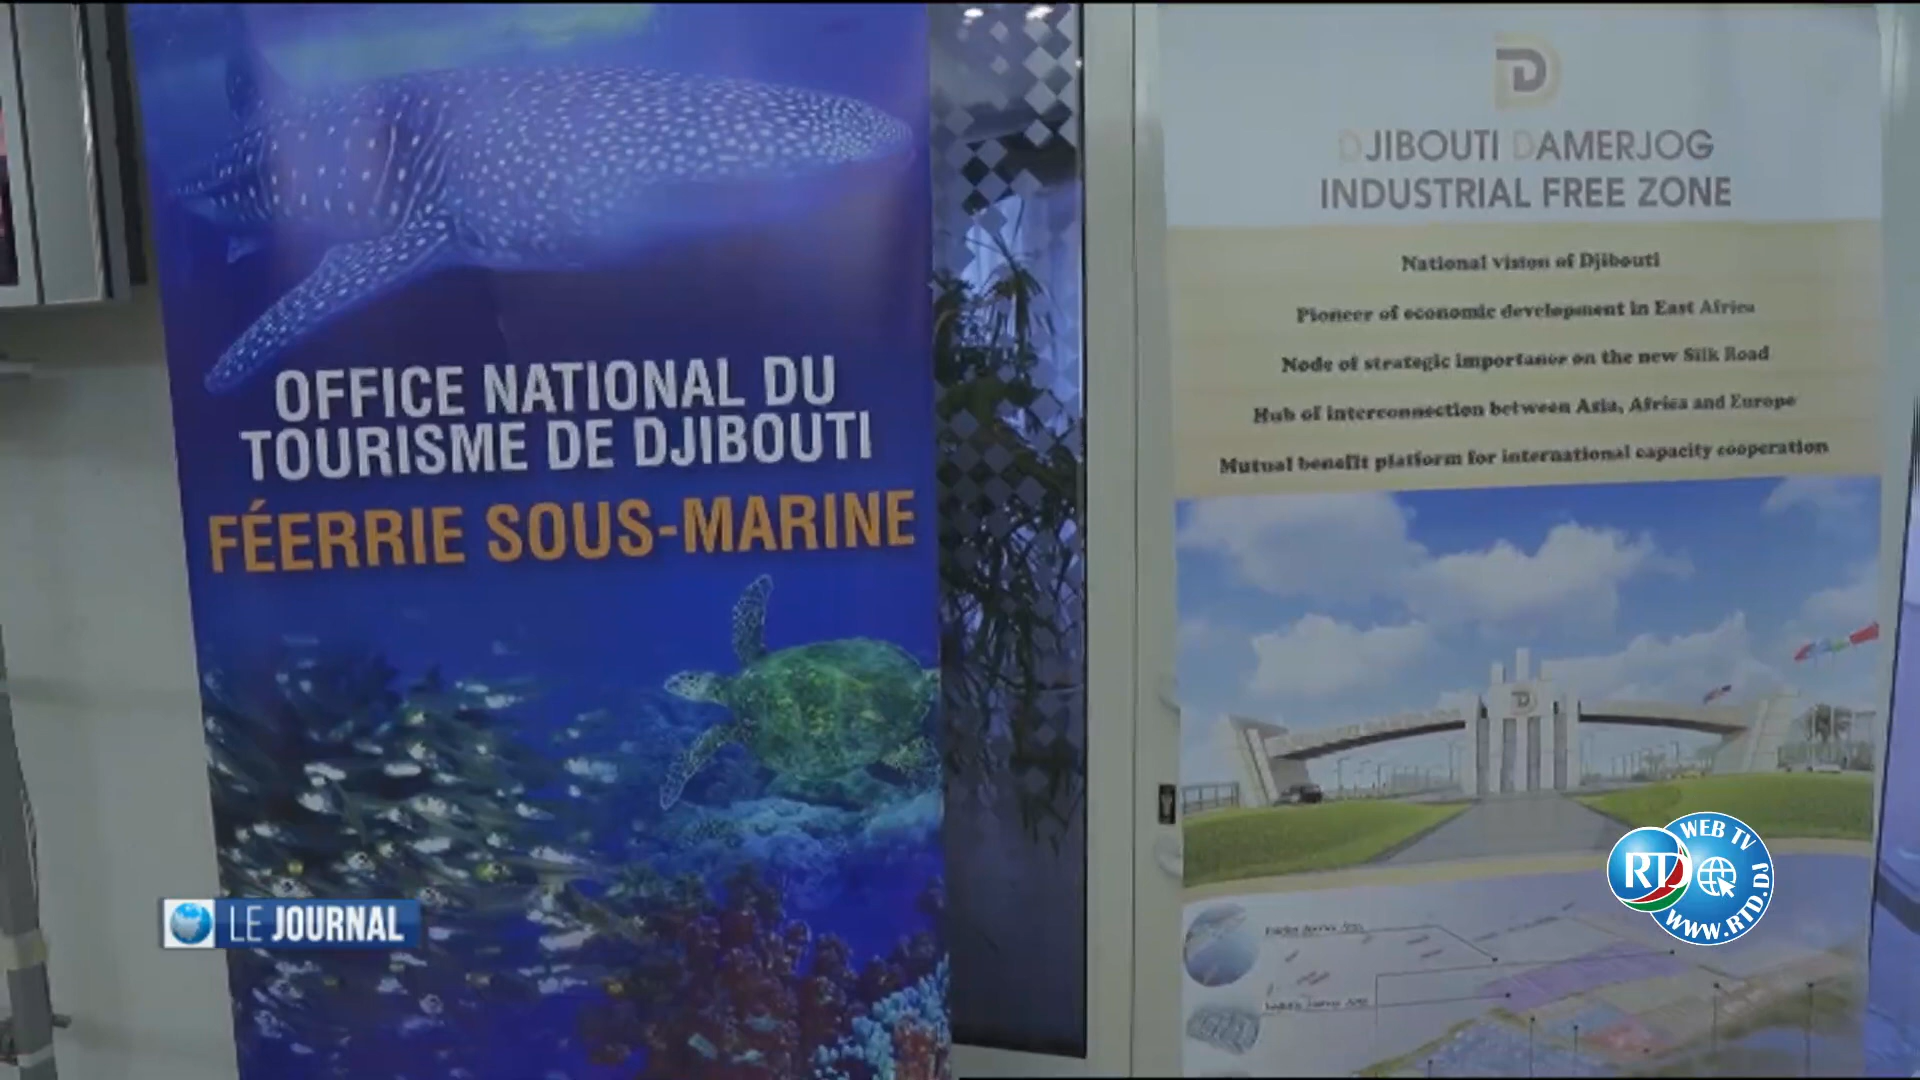 OFFICE NATIONAL DU
TOURISME DE DJIBOUTI
FÉERRIE SOUS-MARINE
D
DJIBOUTI DAMERJOG
INDUSTRIAL FREE ZONE
National vision of Djibouti
Pioneer of economic development in East Africa
Node of strategic importance on the new Silk Road
Hub of interconnection between Asia, Africa and Europe
Mutual benefit platform for international capacity cooperation
D
LE JOURNAL
WEB TV
RTD
WWW.RTD.DJ